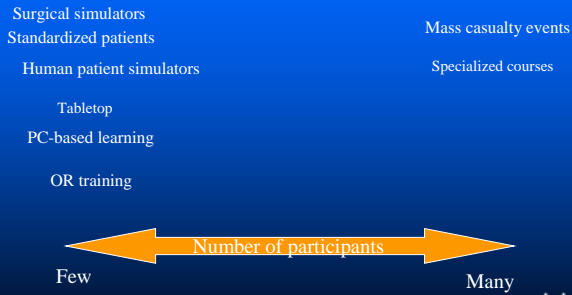 Surgical simulators
Standardized patients
Human patient simulators
Tabletop
PC-based learning
OR training
Mass casualty events
Specialized courses
Number of participants
Few
Many